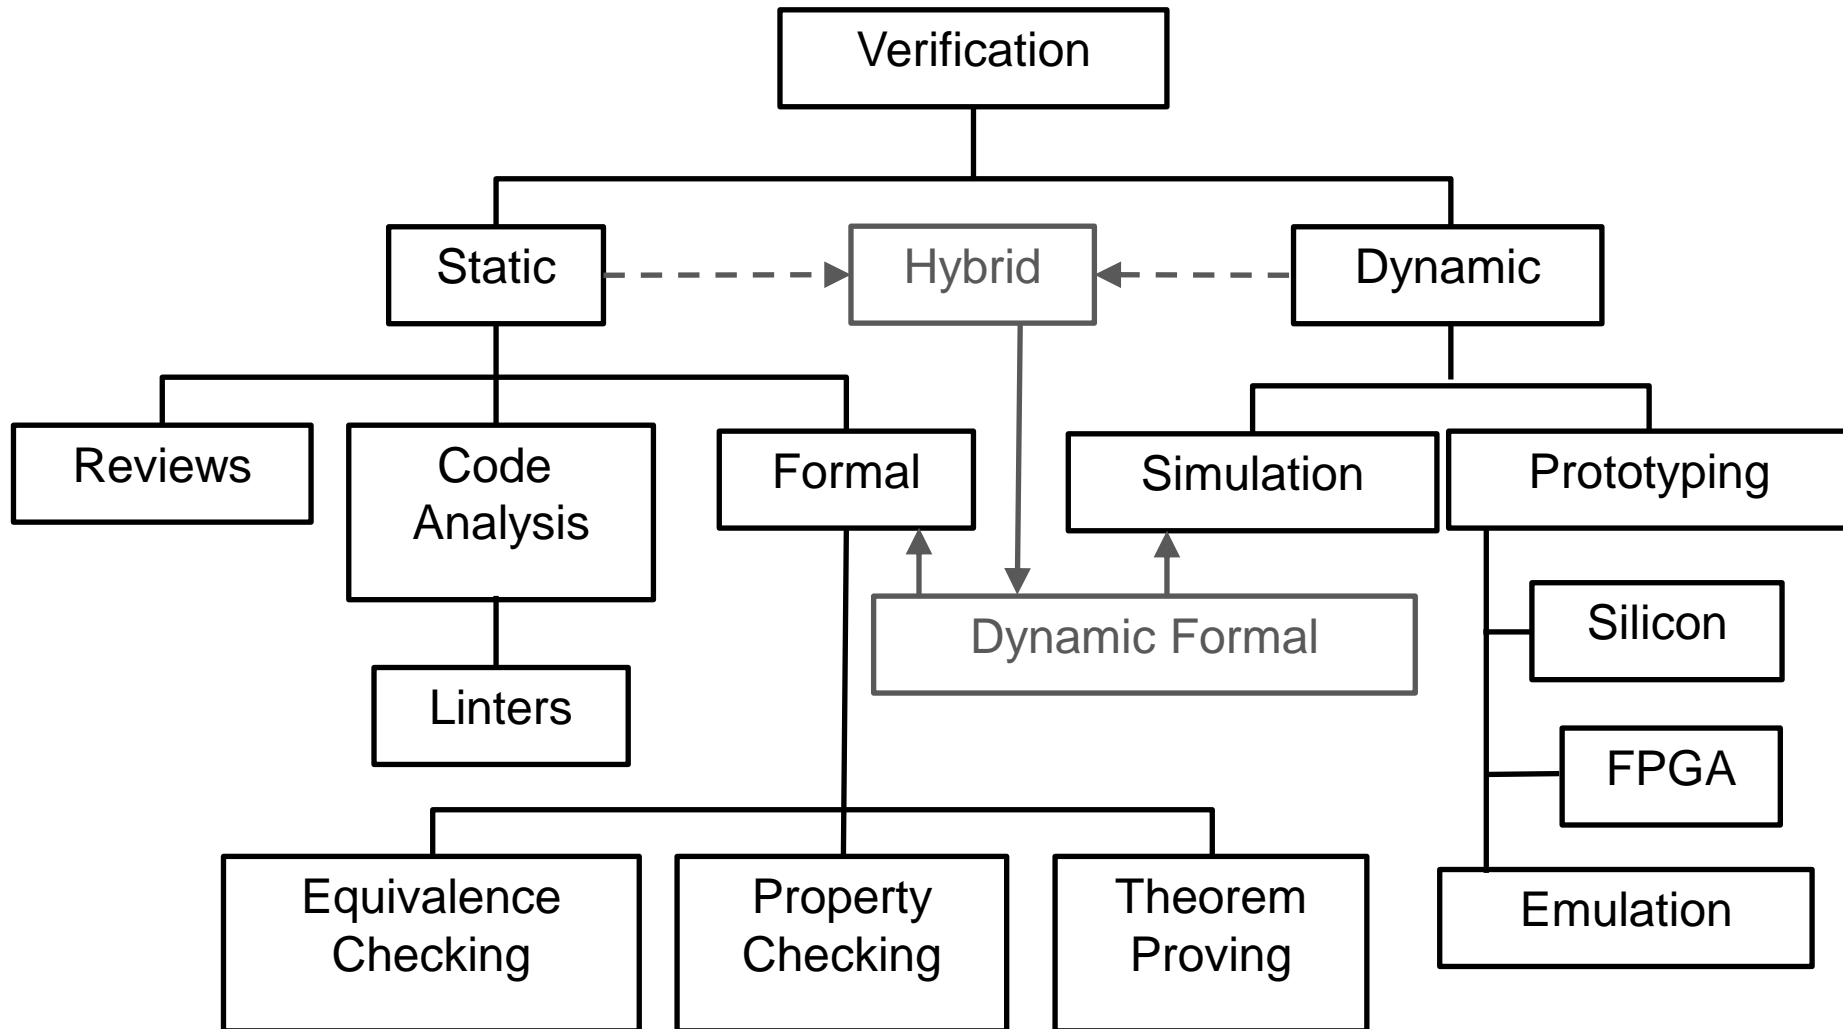 Verification
Static
Hybrid
Dynamic
Reviews
Code
Analysis
Formal
Simulation
Prototyping
Dynamic Formal
Silicon
Linters
FPGA
Equivalence
Checking
Property
Checking
Theorem
Proving
Emulation